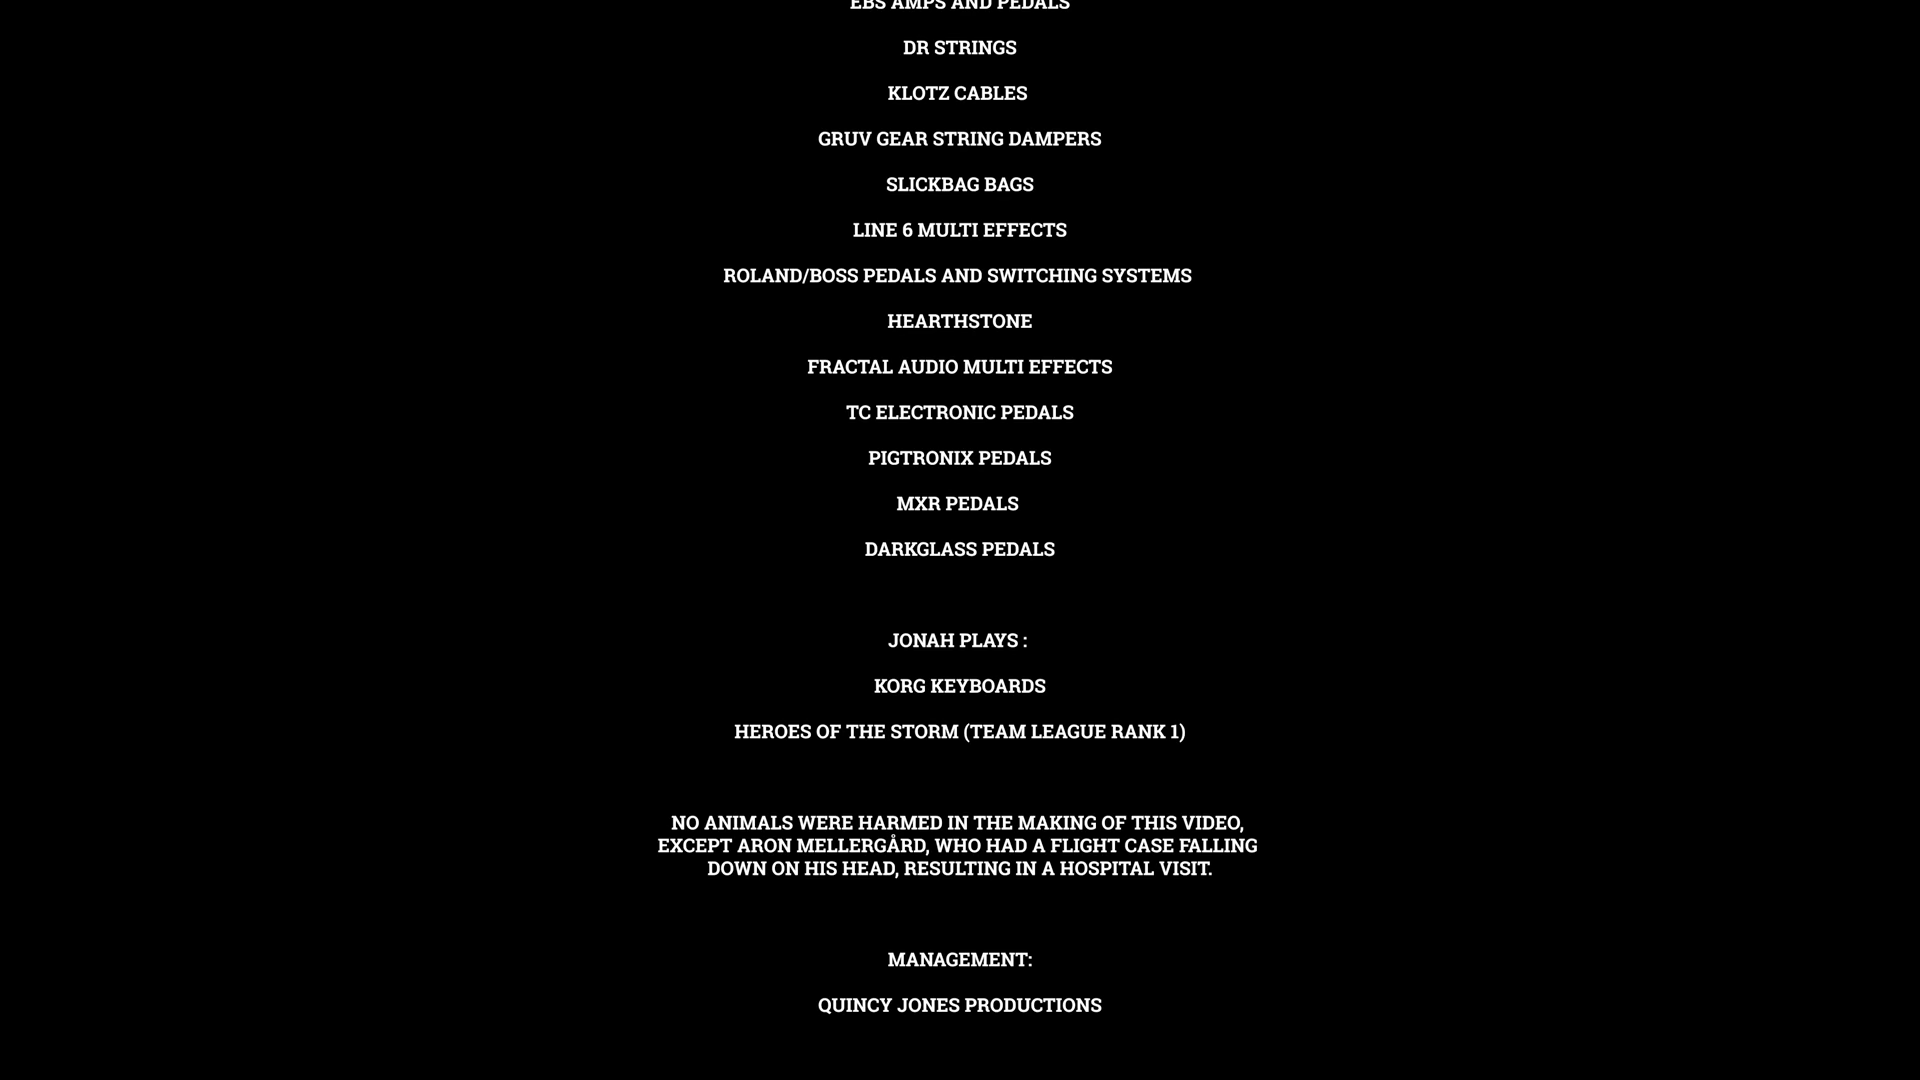 EBS AMPS AND PEDALS
DR STRINGS
KLOTZ CABLES
GRUV GEAR STRING DAMPERS
SLICKBAG BAGS
LINE 6 MULTI EFFECTS
ROLAND/BOSS PEDALS AND SWITCHING SYSTEMS
HEARTHSTONE
FRACTAL AUDIO MULTI EFFECTS
TC ELECTRONIC PEDALS
PIGTRONIX PEDALS
MXR PEDALS
DARKGLASS PEDALS
JONAH PLAYS :
KORG KEYBOARDS
HEROES OF THE STORM (TEAM LEAGUE RANK 1)
NO ANIMALS WERE HARMED IN THE MAKING OF THIS VIDEO,
EXCEPT ARON MELLERGÅRD, WHO HAD A FLIGHT CASE FALLING
DOWN ON HIS HEAD, RESULTING IN A HOSPITAL VISIT.
MANAGEMENT:
QUINCY JONES PRODUCTIONS